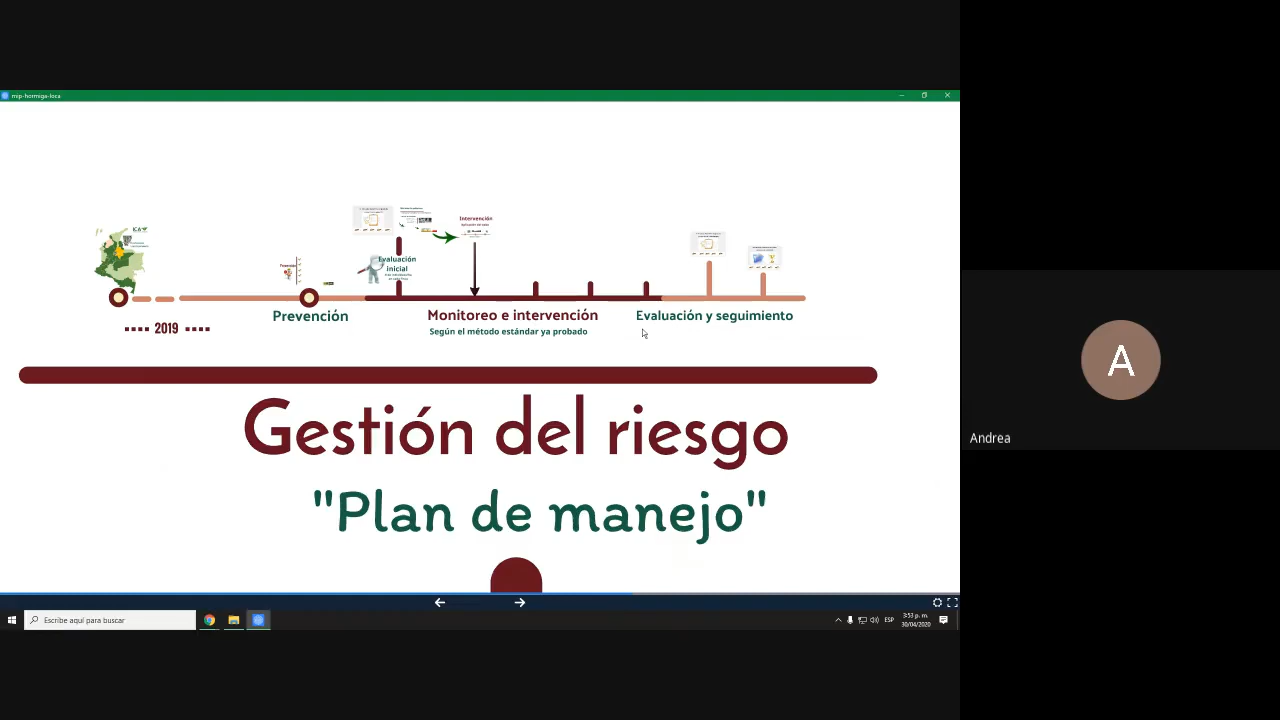 mip-hormiga-loca
ICA
Intervención
Evaluación
inicial
2019
Prevención
Monitoreo e intervención
Según el método estándar ya probado
Evaluación y seguimiento
Gestión del riesgo
"Plan de manejo"
Andrea
A
Escribe aquí para buscar
ESP
3:53 p. m.
30/04/2020